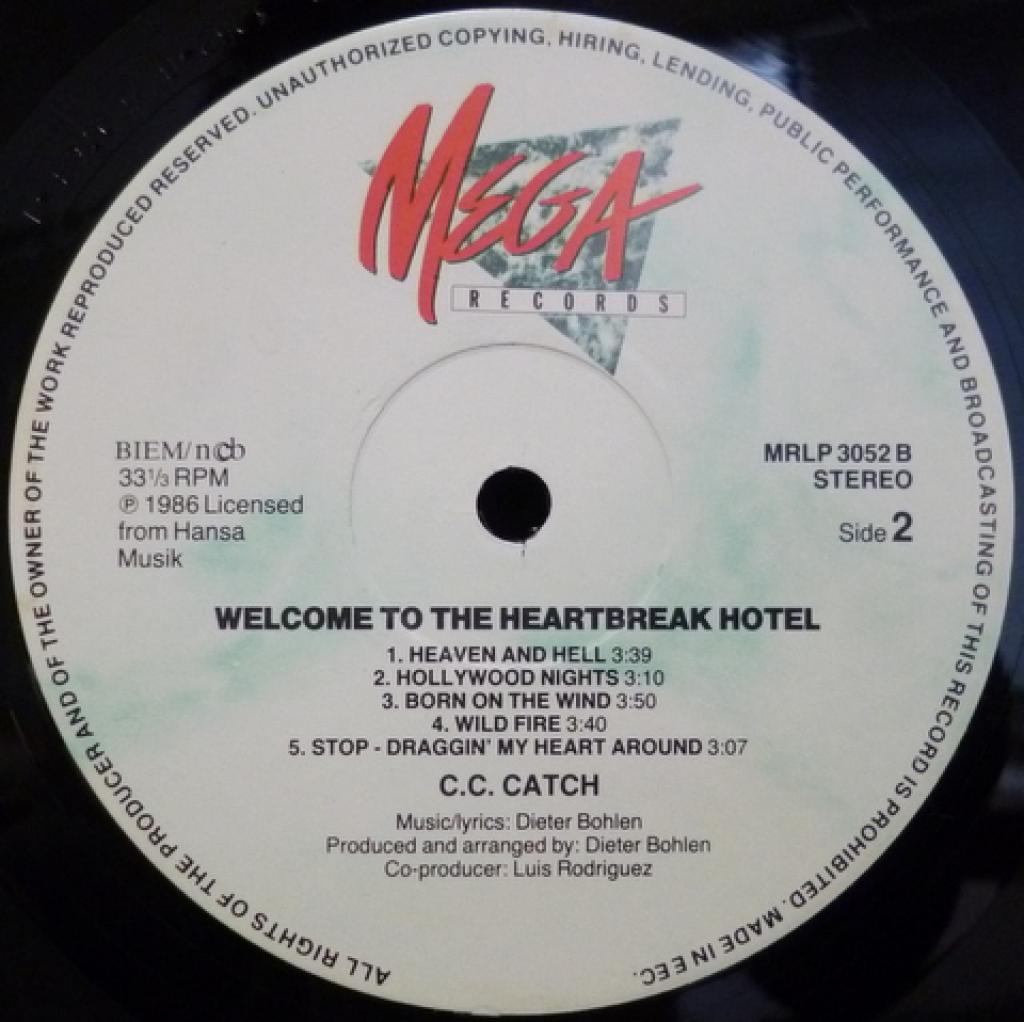 ALL RIGHTS OF THE PRODUCER AND OF THE OWNER OF THE WORK REPRODUCED RESERVED. UNAUTHORIZED COPYING, HIRING, LENDING, PUBLIC PERFORMANCE AND BROADCASTING OF THIS RECORD IS PROHIBITED. MADE IN EEC.
MEGA
RECORDS
BIEM/ncb
33⅓ RPM
℗ 1986 Licensed
from Hansa
Musik
MRLP 3052 B
STEREO
Side 2
WELCOME TO THE HEARTBREAK HOTEL
1. HEAVEN AND HELL 3:39
2. HOLLYWOOD NIGHTS 3:10
3. BORN ON THE WIND 3:50
4. WILD FIRE 3:40
5. STOP - DRAGGIN' MY HEART AROUND 3:07
C.C. CATCH
Music/lyrics: Dieter Bohlen
Produced and arranged by: Dieter Bohlen
Co-producer: Luis Rodriguez